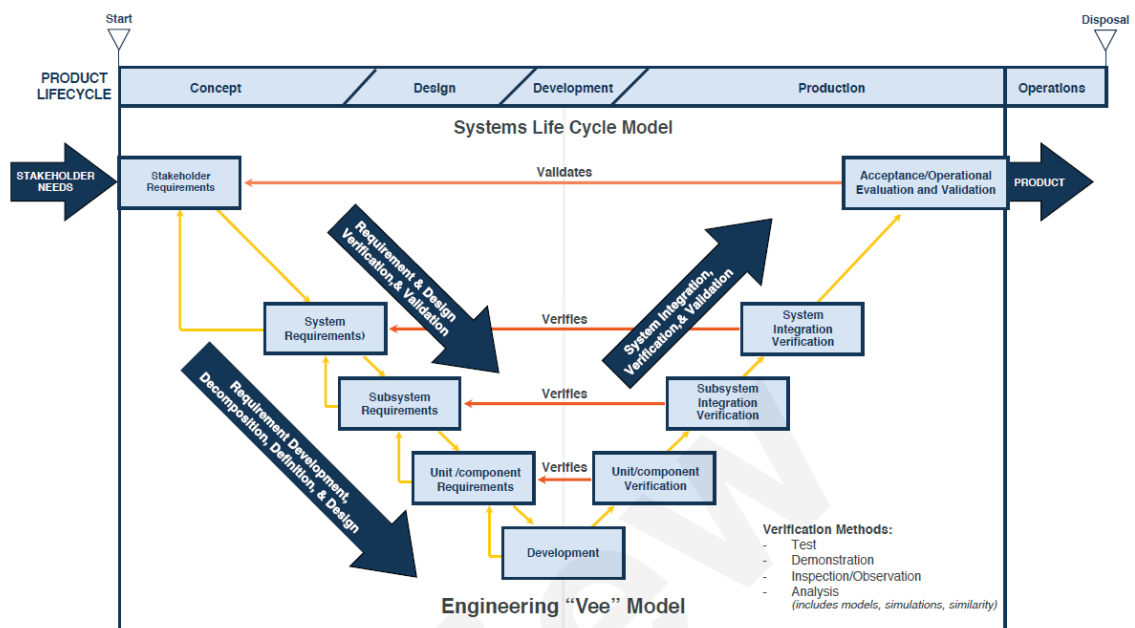 Start
Disposal
PRODUCT
LIFECYCLE
Concept
Design
Development
Production
Operations
Systems Life Cycle Model
STAKEHOLDER
NEEDS
Stakeholder
Requirements
Validates
Acceptance/Operational
Evaluation and Validation
PRODUCT
Requirement & Design
Verification,& Validation
System Integration,
Verification,& Validation
System
Requirements)
Verifies
System
Integration
Verification
Requirement Development,
Decomposition, Definition, & Design
Subsystem
Requirements
Verifies
Subsystem
Integration
Verification
Unit /component
Requirements
Verifies
Unit/component
Verification
Development
Verification Methods:
- Test
- Demonstration
- Inspection/Observation
- Analysis
(includes models, simulations, similarity)
Engineering “Vee” Model